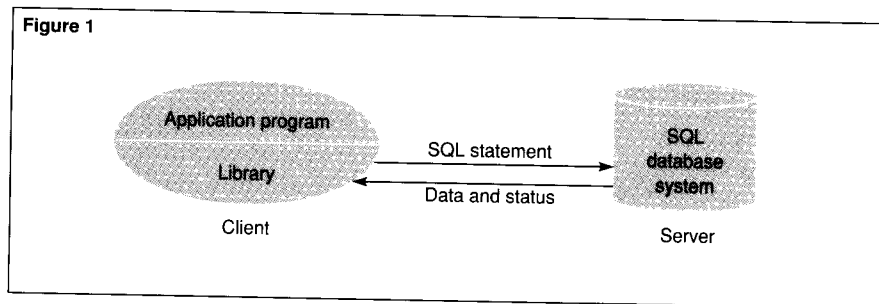 Figure 1
Application program
Library
Client
SQL statement
Data and status
SQL
database
system
Server